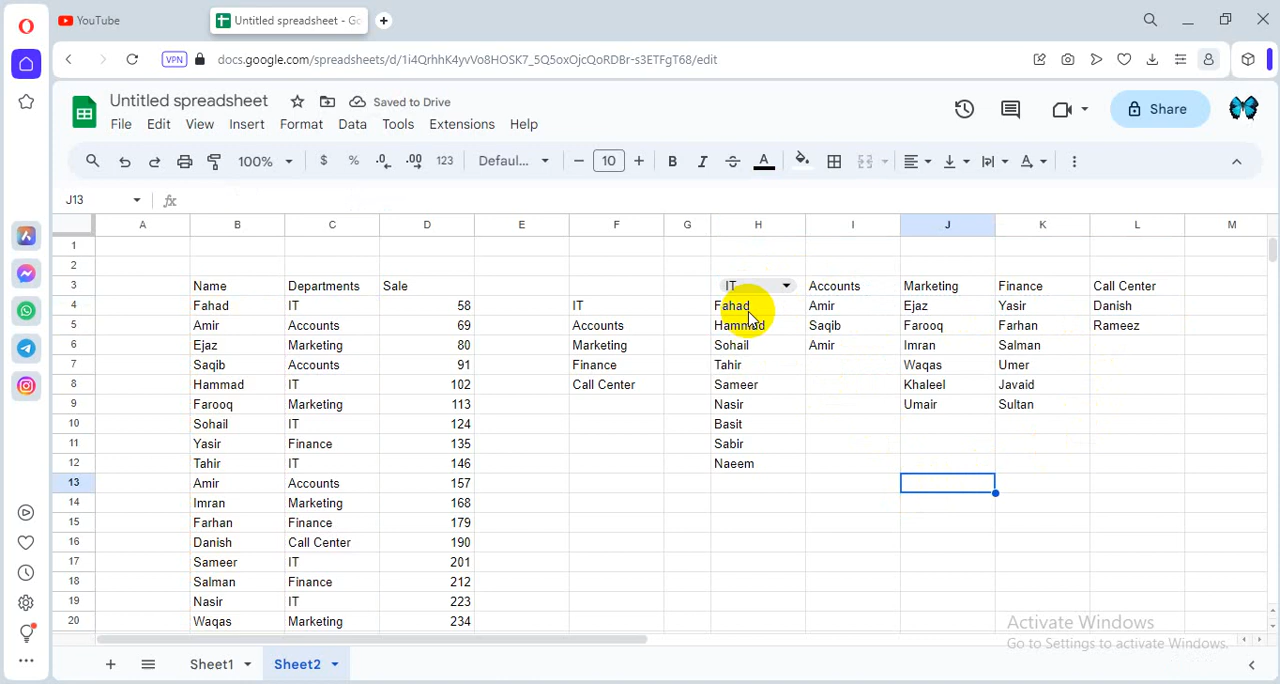 YouTube
Untitled spreadsheet - Go
VPN
docs.google.com/spreadsheets/d/1i4QrhhK4yvVo8HOSK7_5Q5oxOjcQoRDBr-s3ETFgT68/edit
Untitled spreadsheet
Saved to Drive
Share
File Edit View Insert Format Data Tools Extensions Help
100% $ % .0 .00 123 Defaul... 10 B I A A
J13 fx
A B C D E F G H I J K L M
1
2
3 Name Departments Sale IT Accounts Marketing Finance Call Center
4 Fahad IT 58 IT Fahad Amir Ejaz Yasir Danish
5 Amir Accounts 69 Accounts Hammad Saqib Farooq Farhan Rameez
6 Ejaz Marketing 80 Marketing Sohail Amir Imran Salman
7 Saqib Accounts 91 Finance Tahir Waqas Umer
8 Hammad IT 102 Call Center Sameer Khaleel Javaid
9 Farooq Marketing 113 Nasir Umair Sultan
10 Sohail IT 124 Basit
11 Yasir Finance 135 Sabir
12 Tahir IT 146 Naeem
13 Amir Accounts 157
14 Imran Marketing 168
15 Farhan Finance 179
16 Danish Call Center 190
17 Sameer IT 201
18 Salman Finance 212
19 Nasir IT 223
20 Waqas Marketing 234
Activate Windows
Go to Settings to activate Windows.
Sheet1 Sheet2